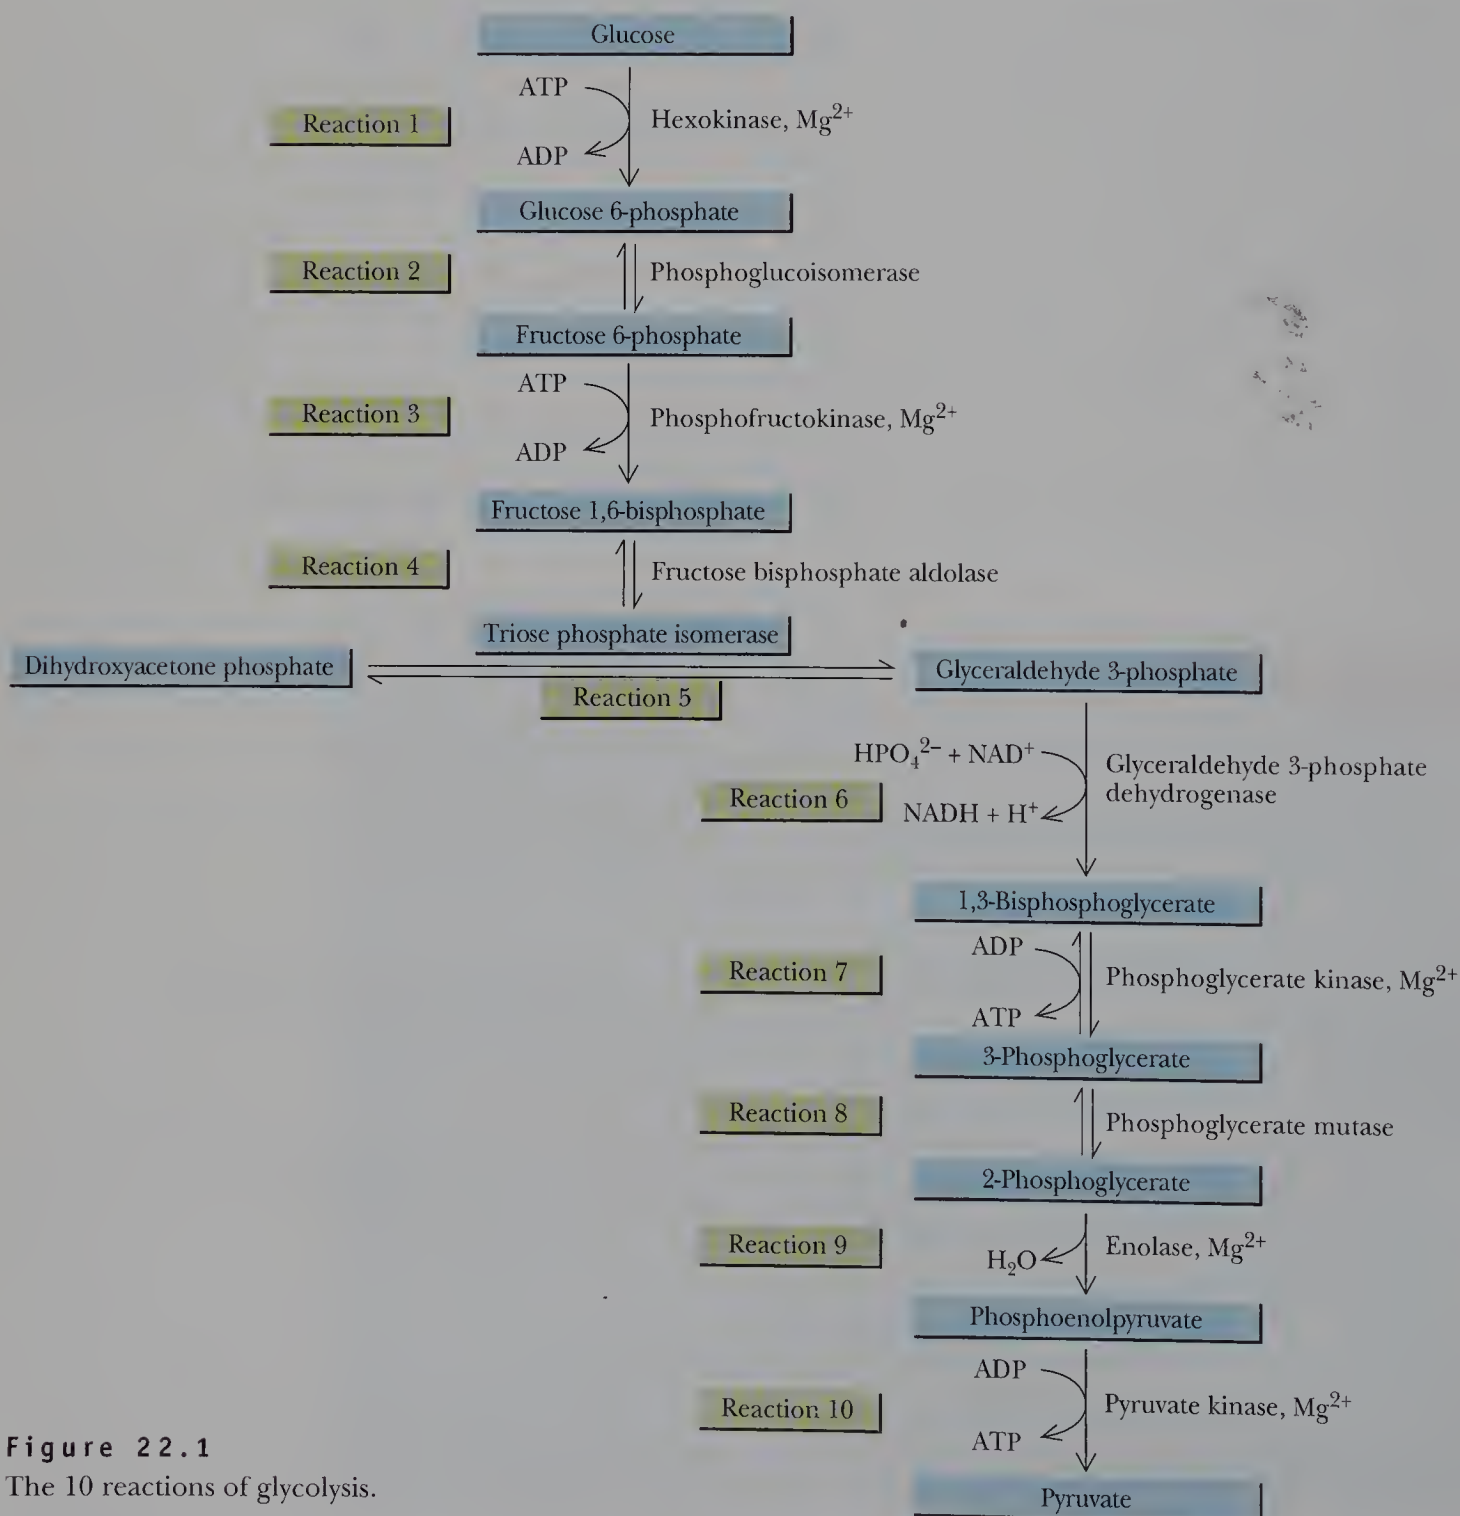 Glucose
ATP
Reaction 1
Hexokinase, Mg²⁺
ADP
Glucose 6-phosphate
Reaction 2
Phosphoglucoisomerase
Fructose 6-phosphate
ATP
Reaction 3
Phosphofructokinase, Mg²⁺
ADP
Fructose 1,6-bisphosphate
Reaction 4
Fructose bisphosphate aldolase
Triose phosphate isomerase
Dihydroxyacetone phosphate
Glyceraldehyde 3-phosphate
Reaction 5
HPO₄²⁻ + NAD⁺
Glyceraldehyde 3-phosphate
dehydrogenase
Reaction 6
NADH + H⁺
1,3-Bisphosphoglycerate
ADP
Reaction 7
Phosphoglycerate kinase, Mg²⁺
ATP
3-Phosphoglycerate
Reaction 8
Phosphoglycerate mutase
2-Phosphoglycerate
Reaction 9
Enolase, Mg²⁺
H₂O
Phosphoenolpyruvate
ADP
Reaction 10
Pyruvate kinase, Mg²⁺
ATP
Pyruvate
Figure 22.1
The 10 reactions of glycolysis.